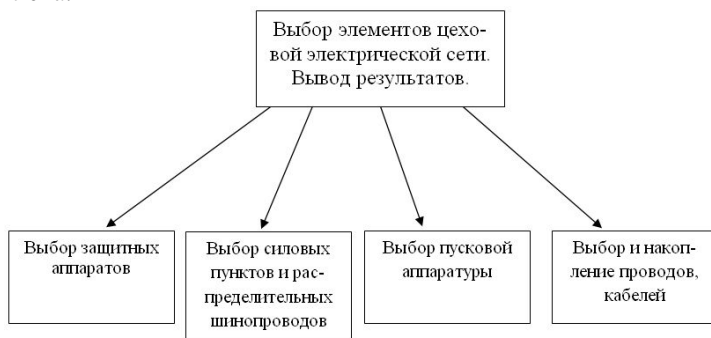 Выбор элементов цехо-
вой электрической сети.
Вывод результатов.
Выбор защитных
аппаратов
Выбор силовых
пунктов и рас-
пределительных
шинопроводов
Выбор пусковой
аппаратуры
Выбор и накоп-
ление проводов,
кабелей